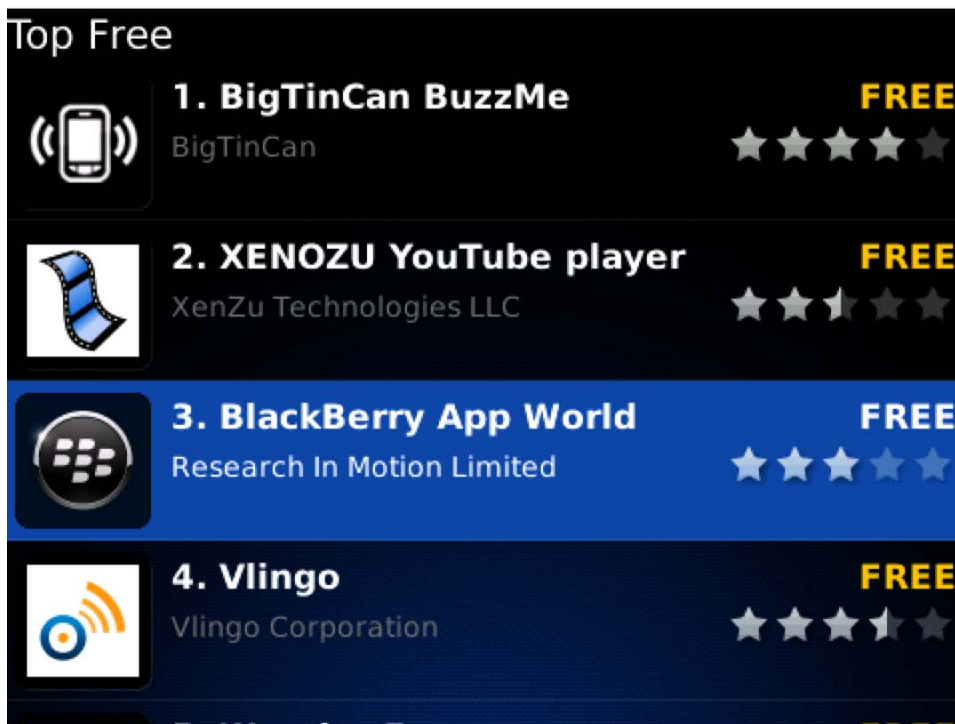 Top Free
1. BigTinCan BuzzMe FREE
BigTinCan
2. XENOZU YouTube player FREE
XenZu Technologies LLC
3. BlackBerry App World FREE
Research In Motion Limited
4. Vlingo FREE
Vlingo Corporation